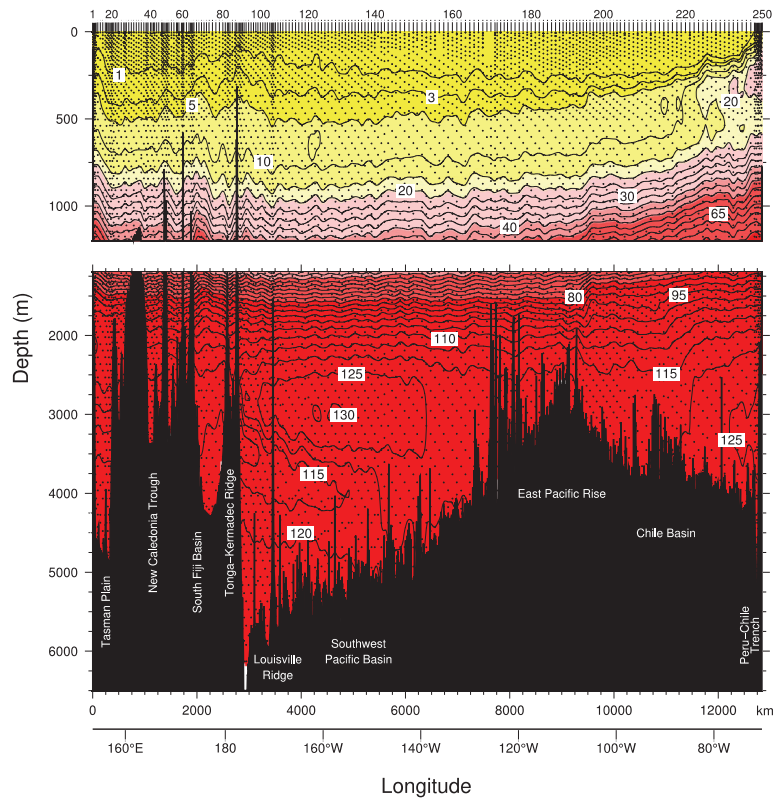 1 20 40 50 60 80 90 100 120 140 160 180 195 200 220 250
0
500
1000
1
5
3
10
20
20
30
40
65
Depth (m)
2000
3000
4000
5000
6000
80
95
110
125
115
130
125
115
120
Tasman Plain
New Caledonia Trough
South Fiji Basin
Tonga–Kermadec Ridge
Louisville
Ridge
Southwest
Pacific Basin
East Pacific Rise
Chile Basin
Peru–Chile
Trench
0 2000 4000 6000 8000 10000 12000 km
160°E 180 160°W 140°W 120°W 100°W 80°W
Longitude